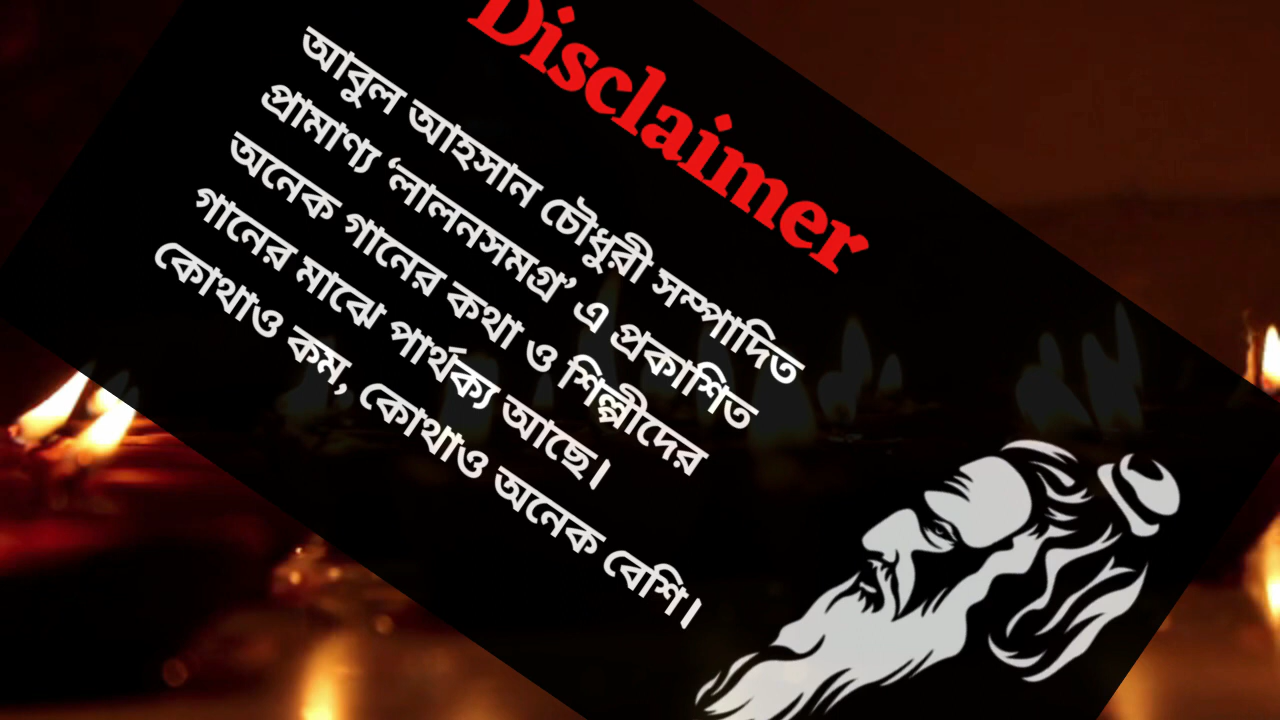 Disclaimer
আবুল আহসান চৌধুরী সম্পাদিত
প্রামাণ্য ‘লালনসমগ্র’ এ প্রকাশিত
অনেক গানের কথা ও শিল্পীদের
গানের মাঝে পার্থক্য আছে।
কোথাও কম, কোথাও অনেক বেশি।